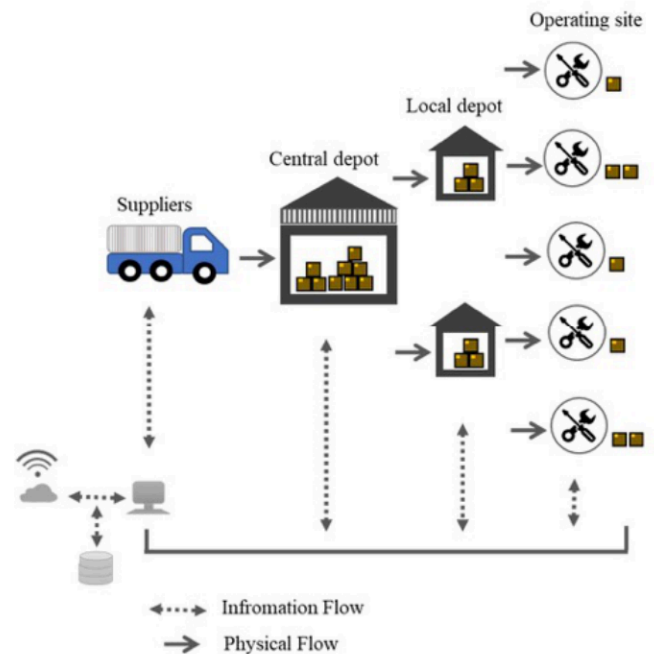 Operating site
Local depot
Central depot
Suppliers
Infromation Flow
Physical Flow